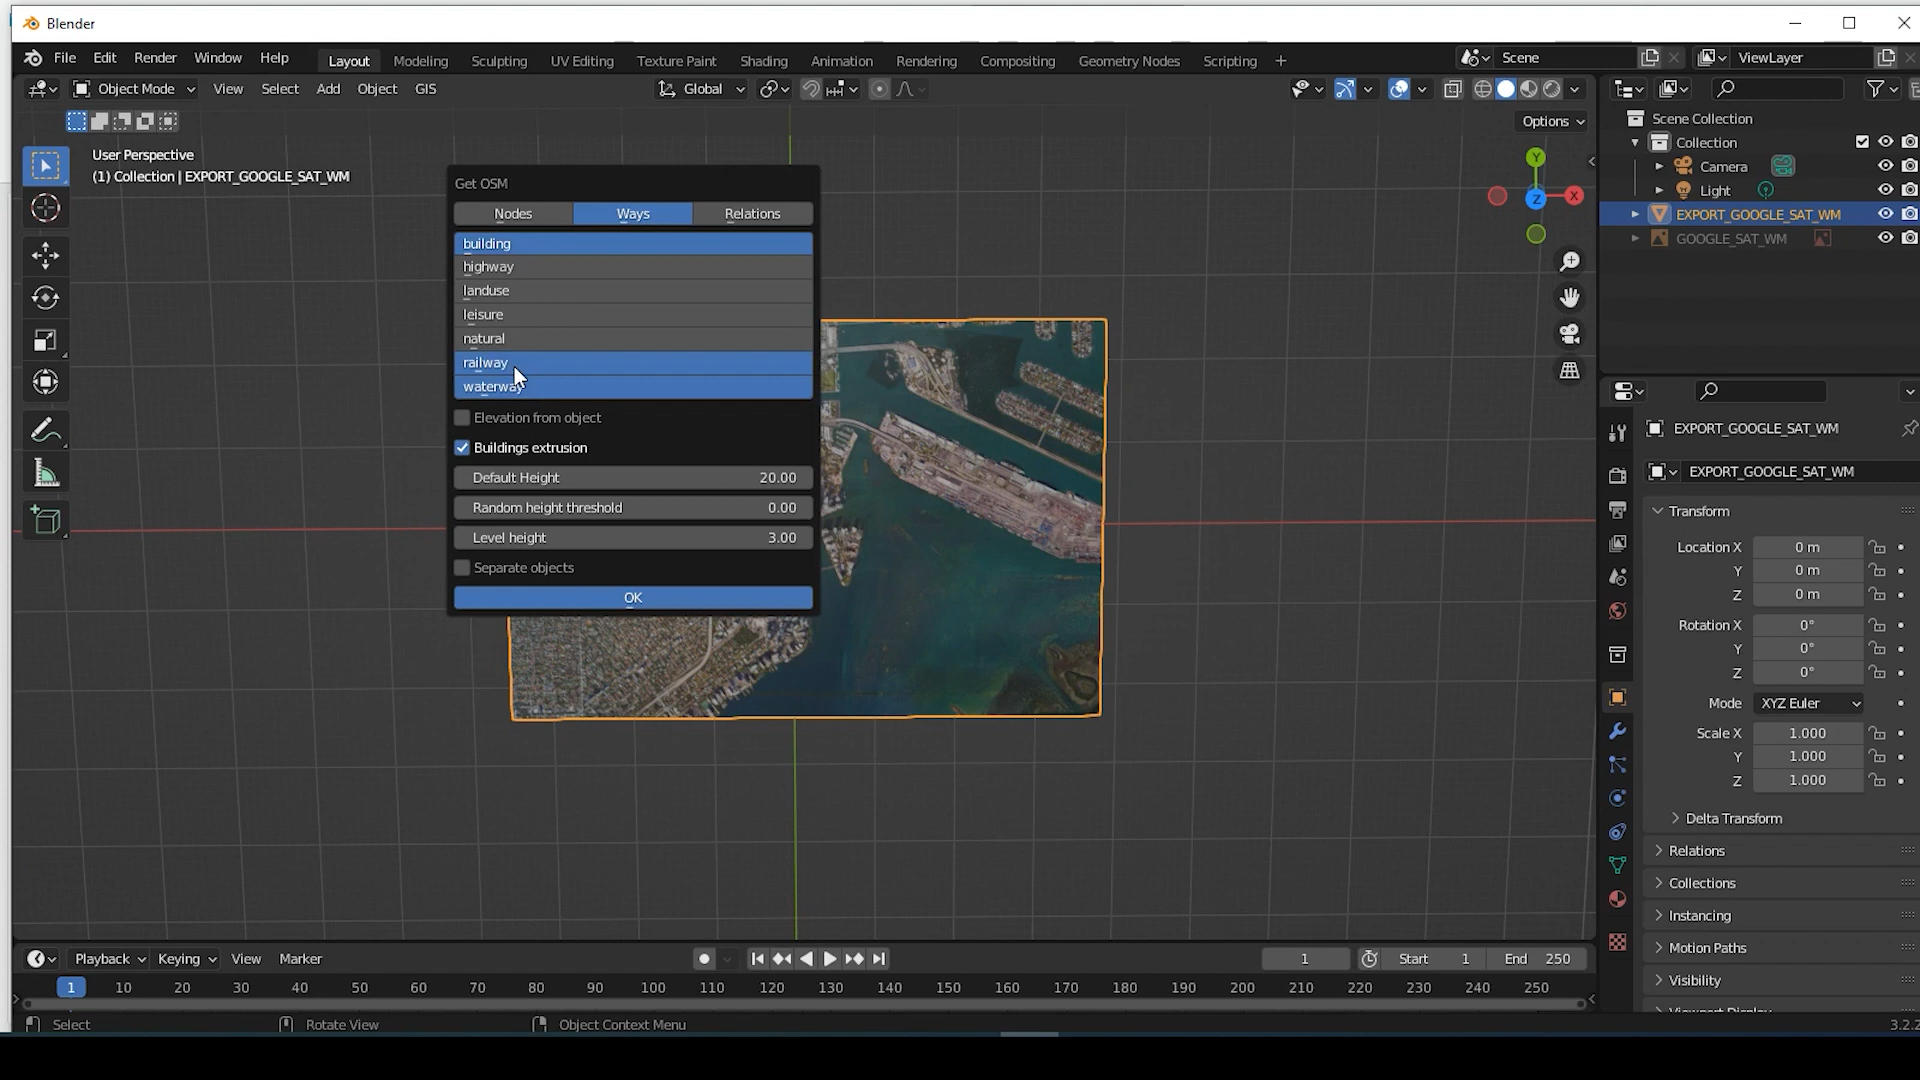 Blender
File Edit Render Window Help Layout Modeling Sculpting UV Editing Texture Paint Shading Animation Rendering Compositing Geometry Nodes Scripting + Scene ViewLayer
Object Mode View Select Add Object GIS Global
Options
User Perspective
(1) Collection | EXPORT_GOOGLE_SAT_WM
Get OSM
Nodes Ways Relations
building
highway
landuse
leisure
natural
railway
waterway
Elevation from object
Buildings extrusion
Default Height 20.00
Random height threshold 0.00
Level height 3.00
Separate objects
OK
Y
X
Z
Scene Collection
Collection
Camera
Light
EXPORT_GOOGLE_SAT_WM
GOOGLE_SAT_WM
EXPORT_GOOGLE_SAT_WM
EXPORT_GOOGLE_SAT_WM
Transform
Location X 0 m
Y 0 m
Z 0 m
Rotation X 0°
Y 0°
Z 0°
Mode XYZ Euler
Scale X 1.000
Y 1.000
Z 1.000
Delta Transform
Relations
Collections
Instancing
Motion Paths
Visibility
Viewport Display
Playback Keying View Marker 1 Start 1 End 250
1 10 20 30 40 50 60 70 80 90 100 110 120 130 140 150 160 170 180 190 200 210 220 230 240 250
Select Rotate View Object Context Menu 3.2.2